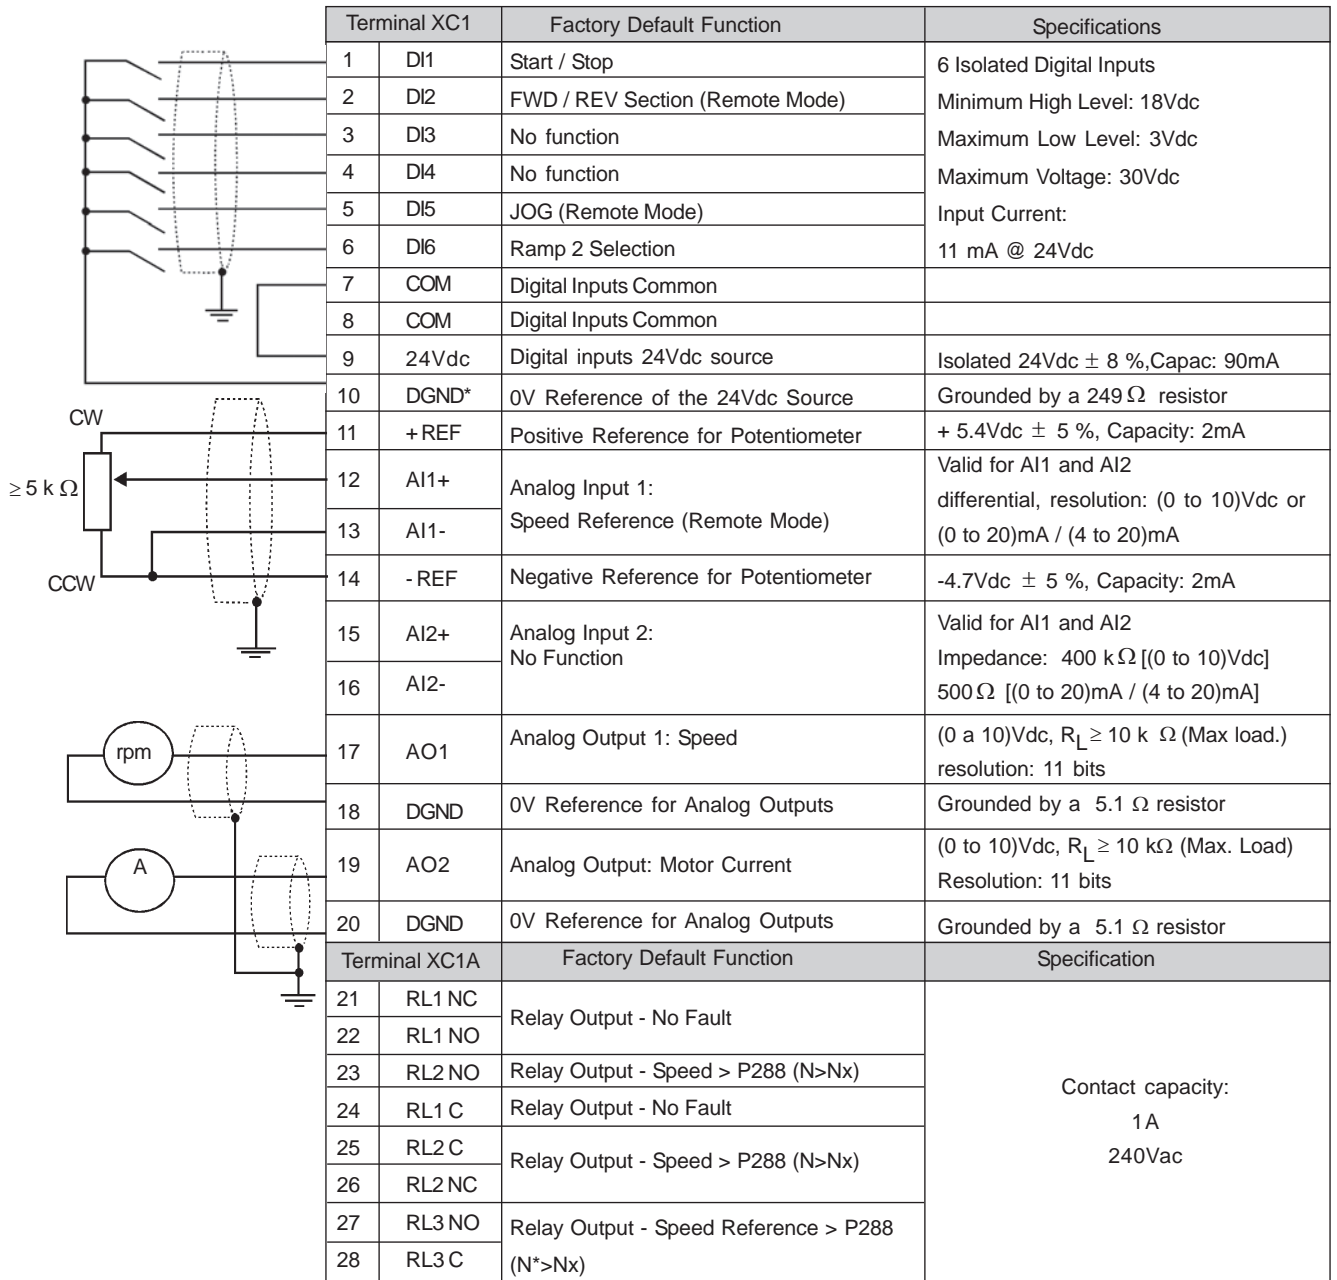 Terminal XC1 Factory Default Function Specifications
1 DI1 Start / Stop
2 DI2 FWD / REV Section (Remote Mode)
3 DI3 No function
4 DI4 No function
5 DI5 JOG (Remote Mode)
6 DI6 Ramp 2 Selection
6 Isolated Digital Inputs
Minimum High Level: 18Vdc
Maximum Low Level: 3Vdc
Maximum Voltage: 30Vdc
Input Current:
11 mA @ 24Vdc
7 COM Digital Inputs Common
8 COM Digital Inputs Common
9 24Vdc Digital inputs 24Vdc source Isolated 24Vdc ± 8 %,Capac: 90mA
10 DGND* 0V Reference of the 24Vdc Source Grounded by a 249 Ω resistor
CW
≥ 5 k Ω
CCW
11 + REF Positive Reference for Potentiometer + 5.4Vdc ± 5 %, Capacity: 2mA
12 AI1+
13 AI1-
Analog Input 1:
Speed Reference (Remote Mode)
Valid for AI1 and AI2
differential, resolution: (0 to 10)Vdc or
(0 to 20)mA / (4 to 20)mA
14 - REF Negative Reference for Potentiometer -4.7Vdc ± 5 %, Capacity: 2mA
15 AI2+
16 AI2-
Analog Input 2:
No Function
Valid for AI1 and AI2
Impedance: 400 k Ω [(0 to 10)Vdc]
500 Ω [(0 to 20)mA / (4 to 20)mA]
rpm
17 AO1 Analog Output 1: Speed
(0 a 10)Vdc, RL ≥ 10 k Ω (Max load.)
resolution: 11 bits
18 DGND 0V Reference for Analog Outputs Grounded by a 5.1 Ω resistor
A
19 AO2 Analog Output: Motor Current
(0 to 10)Vdc, RL ≥ 10 kΩ (Max. Load)
Resolution: 11 bits
20 DGND 0V Reference for Analog Outputs Grounded by a 5.1 Ω resistor
Terminal XC1A Factory Default Function Specification
21 RL1 NC
22 RL1 NO
Relay Output - No Fault
23 RL2 NO Relay Output - Speed > P288 (N>Nx)
24 RL1 C Relay Output - No Fault
25 RL2 C
26 RL2 NC
Relay Output - Speed > P288 (N>Nx)
27 RL3 NO
28 RL3 C
Relay Output - Speed Reference > P288
(N*>Nx)
Contact capacity:
1A
240Vac